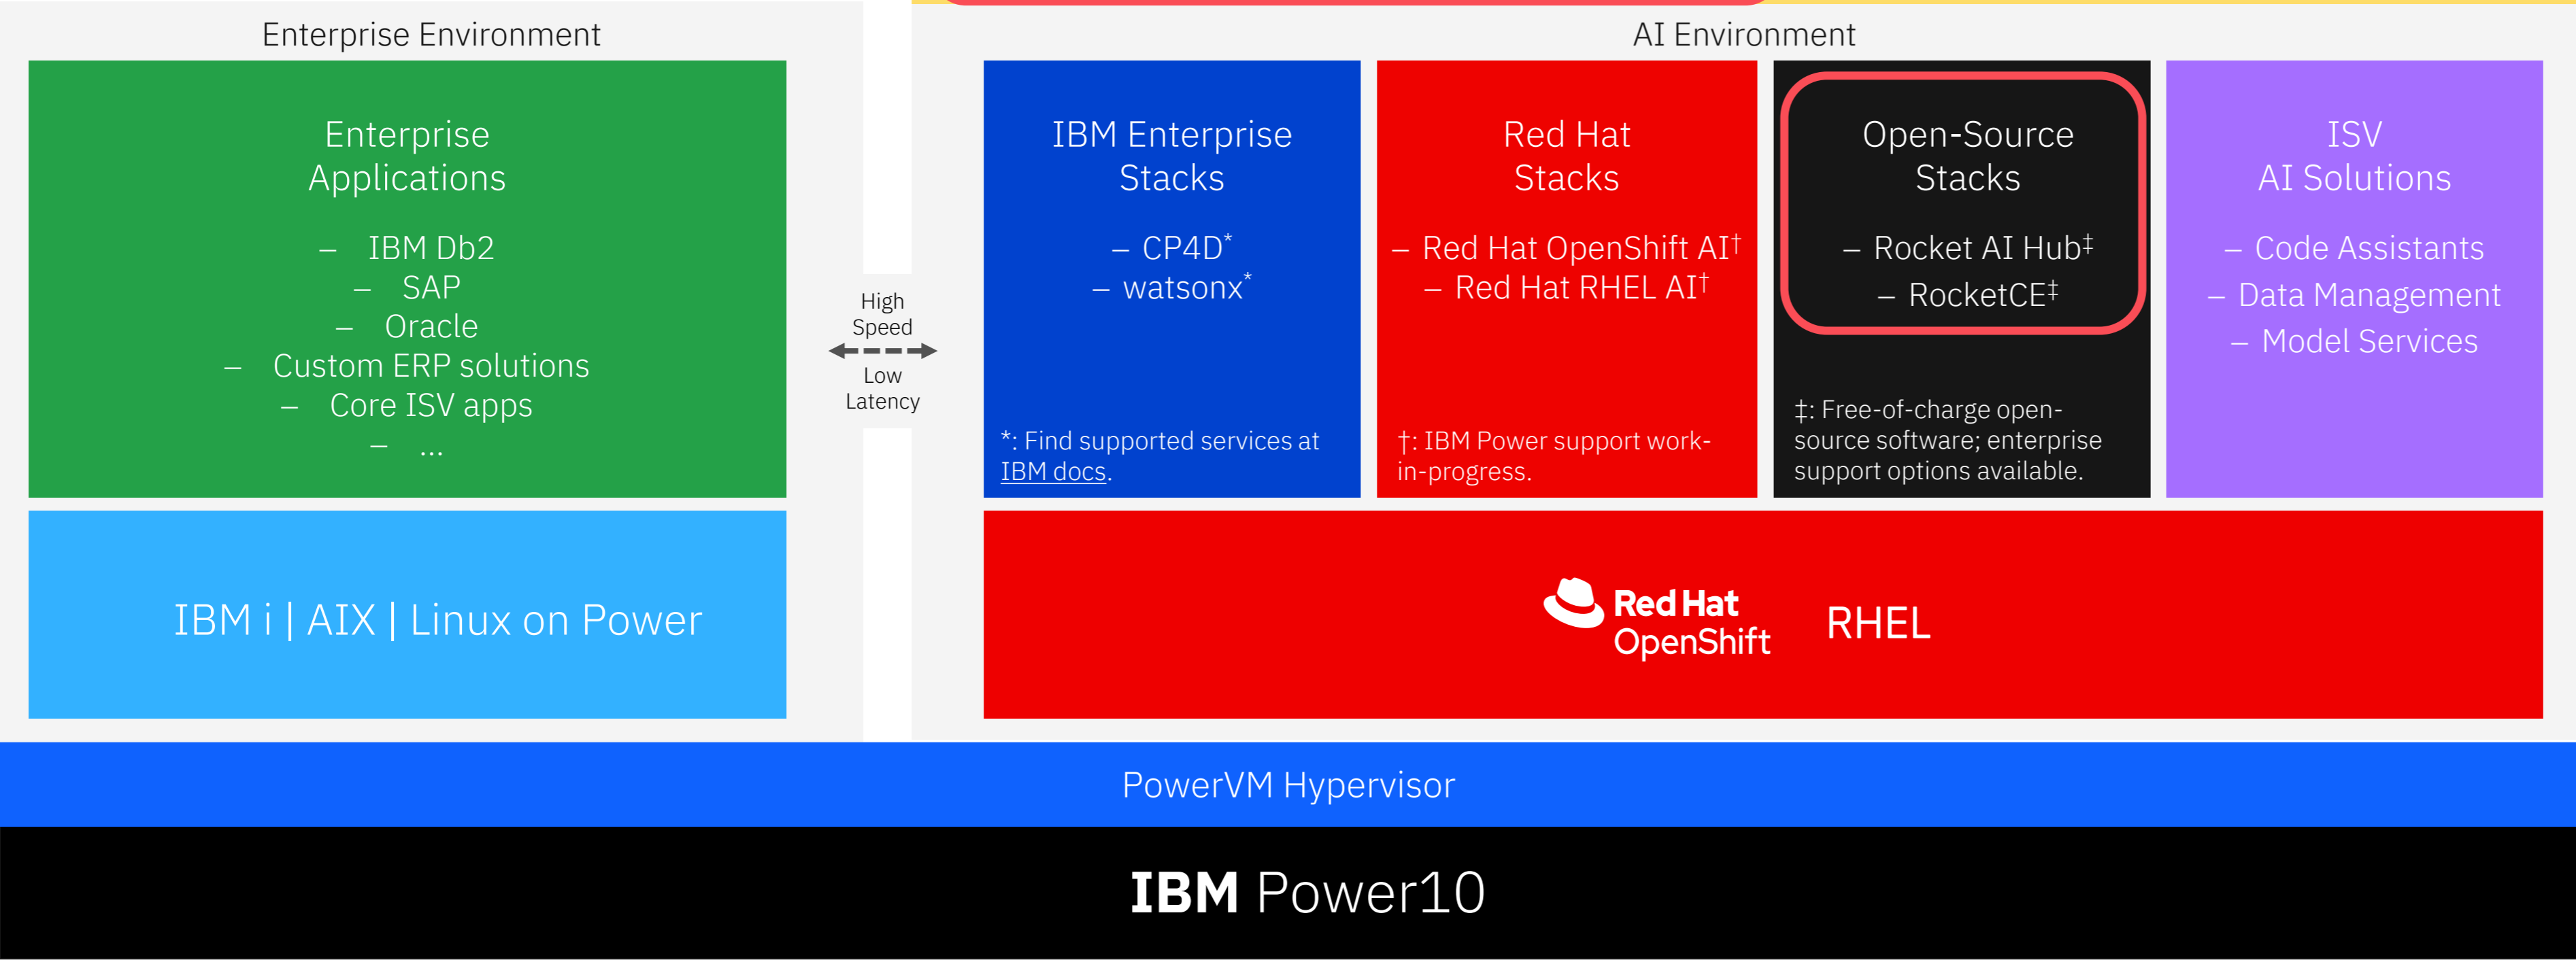 Enterprise Environment
Enterprise
Applications
– IBM Db2
– SAP
– Oracle
– Custom ERP solutions
– Core ISV apps
– ...
IBM i | AIX | Linux on Power
High
Speed
Low
Latency
AI Environment
IBM Enterprise
Stacks
– CP4D*
– watsonx*
*: Find supported services at
IBM docs.
Red Hat
Stacks
– Red Hat OpenShift AI†
– Red Hat RHEL AI†
†: IBM Power support work-
in-progress.
Open-Source
Stacks
– Rocket AI Hub‡
– RocketCE‡
‡: Free-of-charge open-
source software; enterprise
support options available.
ISV
AI Solutions
– Code Assistants
– Data Management
– Model Services
Red Hat
OpenShift
RHEL
PowerVM Hypervisor
IBM Power10